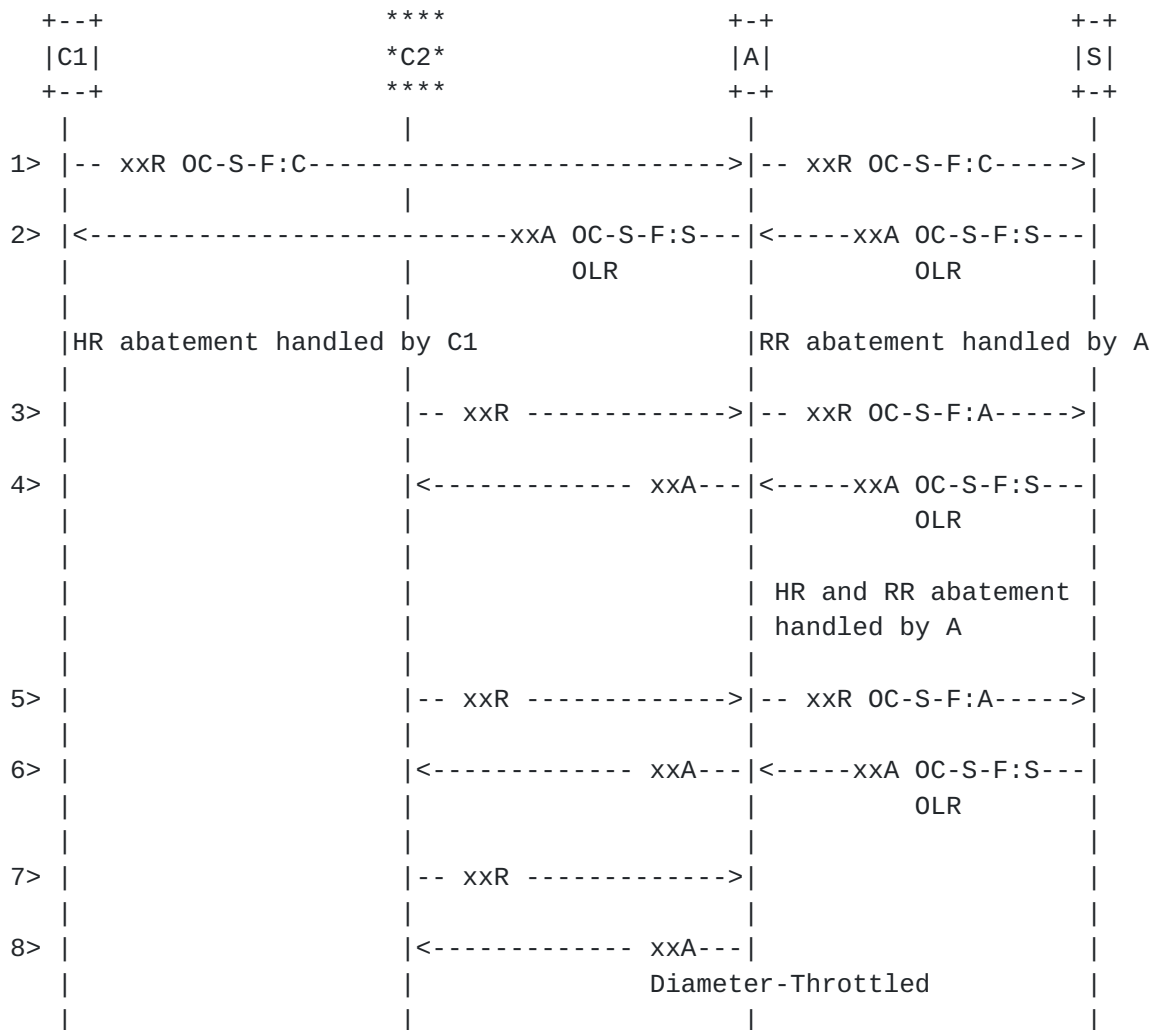 +--+                  ****                  +-+                   +-+
   |C1|                  *C2*                  |A|                   |S|
   +--+                  ****                  +-+                   +-+
    |                     |                     |                     |
1> |-- xxR OC-S-F:C--------------------------->|-- xxR OC-S-F:C----->|
    |                     |                     |                     |
2> |<---------------------------xxA OC-S-F:S---|<-----xxA OC-S-F:S---|
    |                     |          OLR        |          OLR        |
    |                     |                     |                     |
    |HR abatement handled by C1                 |RR abatement handled by A
    |                     |                     |                     |
3> |                     |-- xxR ------------->|-- xxR OC-S-F:A----->|
    |                     |                     |                     |
4> |                     |<------------- xxA---|<-----xxA OC-S-F:S---|
    |                     |                     |          OLR        |
    |                     |                     |                     |
    |                     |                     | HR and RR abatement |
    |                     |                     | handled by A        |
    |                     |                     |                     |
5> |                     |-- xxR ------------->|-- xxR OC-S-F:A----->|
    |                     |                     |                     |
6> |                     |<------------- xxA---|<-----xxA OC-S-F:S---|
    |                     |                     |          OLR        |
    |                     |                     |                     |
7> |                     |-- xxR ------------->|                     |
    |                     |                     |                     |
8> |                     |<------------- xxA---|                     |
    |                     |               Diameter-Throttled          |
    |                     |                     |                     |